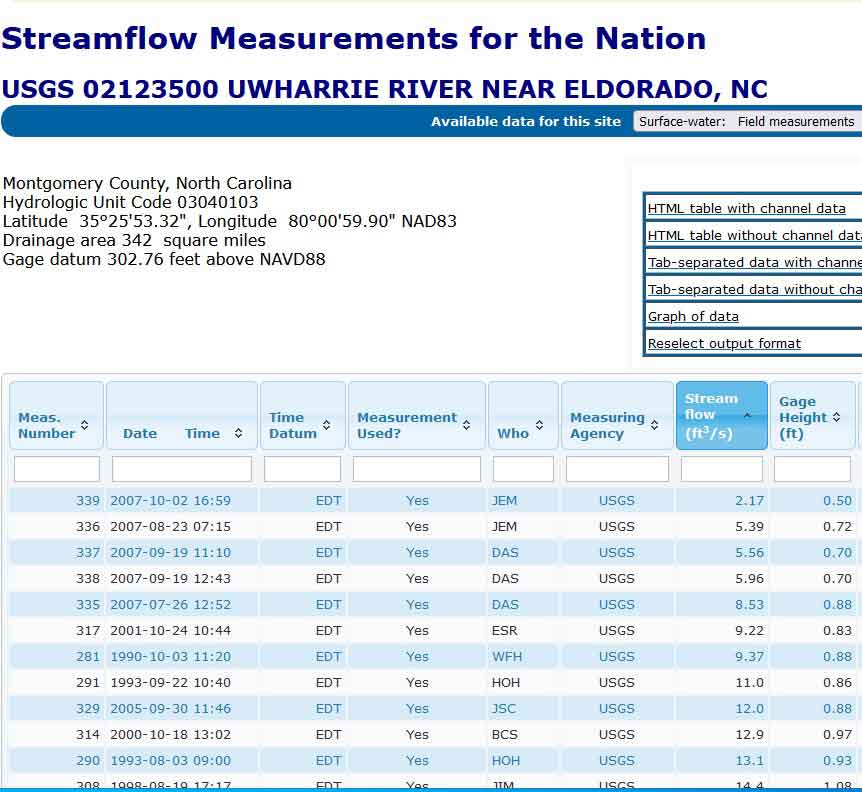 Streamflow Measurements for the Nation
USGS 02123500 UWHARRIE RIVER NEAR ELDORADO, NC
Available data for this site Surface-water: Field measurements
Montgomery County, North Carolina
Hydrologic Unit Code 03040103
Latitude 35°25'53.32", Longitude 80°00'59.90" NAD83
Drainage area 342 square miles
Gage datum 302.76 feet above NAVD88
HTML table with channel data
HTML table without channel data
Tab-separated data with channe
Tab-separated data without cha
Graph of data
Reselect output format
Meas. Number Date Time Time Datum Measurement Used? Who Measuring Agency Stream flow (ft³/s) Gage Height (ft)
339 2007-10-02 16:59 EDT Yes JEM USGS 2.17 0.50
336 2007-08-23 07:15 EDT Yes JEM USGS 5.39 0.72
337 2007-09-19 11:10 EDT Yes DAS USGS 5.56 0.70
338 2007-09-19 12:43 EDT Yes DAS USGS 5.96 0.70
335 2007-07-26 12:52 EDT Yes DAS USGS 8.53 0.88
317 2001-10-24 10:44 EDT Yes ESR USGS 9.22 0.83
281 1990-10-03 11:20 EDT Yes WFH USGS 9.37 0.88
291 1993-09-22 10:40 EDT Yes HOH USGS 11.0 0.86
329 2005-09-30 11:46 EDT Yes JSC USGS 12.0 0.88
314 2000-10-18 13:02 EDT Yes BCS USGS 12.9 0.97
290 1993-08-03 09:00 EDT Yes HOH USGS 13.1 0.93
308 1998-08-19 17:17 EDT Yes JIM USGS 14.4 1.08